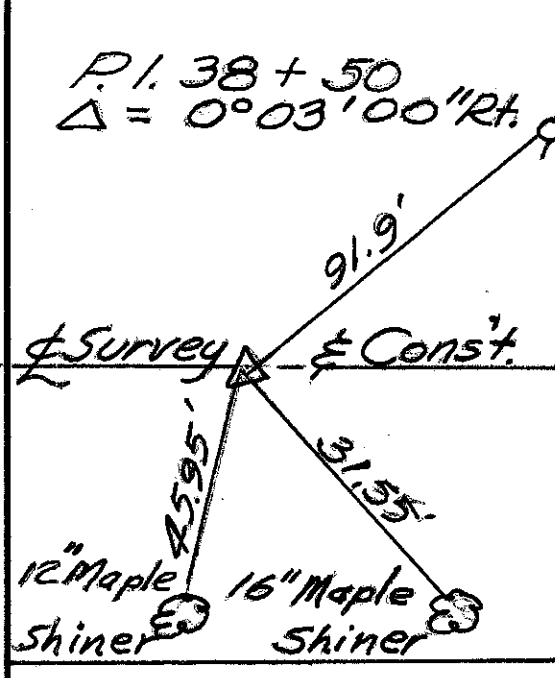 P.I. 38 + 50
Δ = 0°03'00" Rt.
91.9'
℄ Survey & Cons't.
45.95'
31.55'
12" Maple
Shiner
16" Maple
Shiner